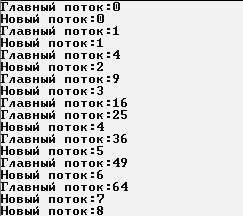 Главный поток:0
Новый поток:0
Главный поток:1
Новый поток:1
Главный поток:4
Новый поток:2
Главный поток:9
Новый поток:3
Главный поток:16
Главный поток:25
Новый поток:4
Главный поток:36
Новый поток:5
Главный поток:49
Новый поток:6
Главный поток:64
Новый поток:7
Новый поток:8